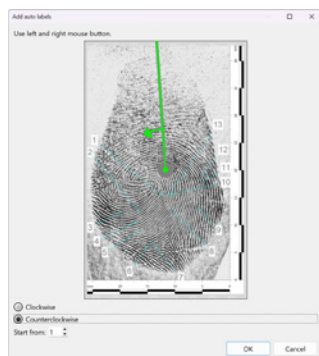 Add auto labels
Use left and right mouse button.
13
1
2
12
11
10
3
4
5
6
7
8
9
Clockwise
Counterclockwise
Start from: 1
OK
Cancel